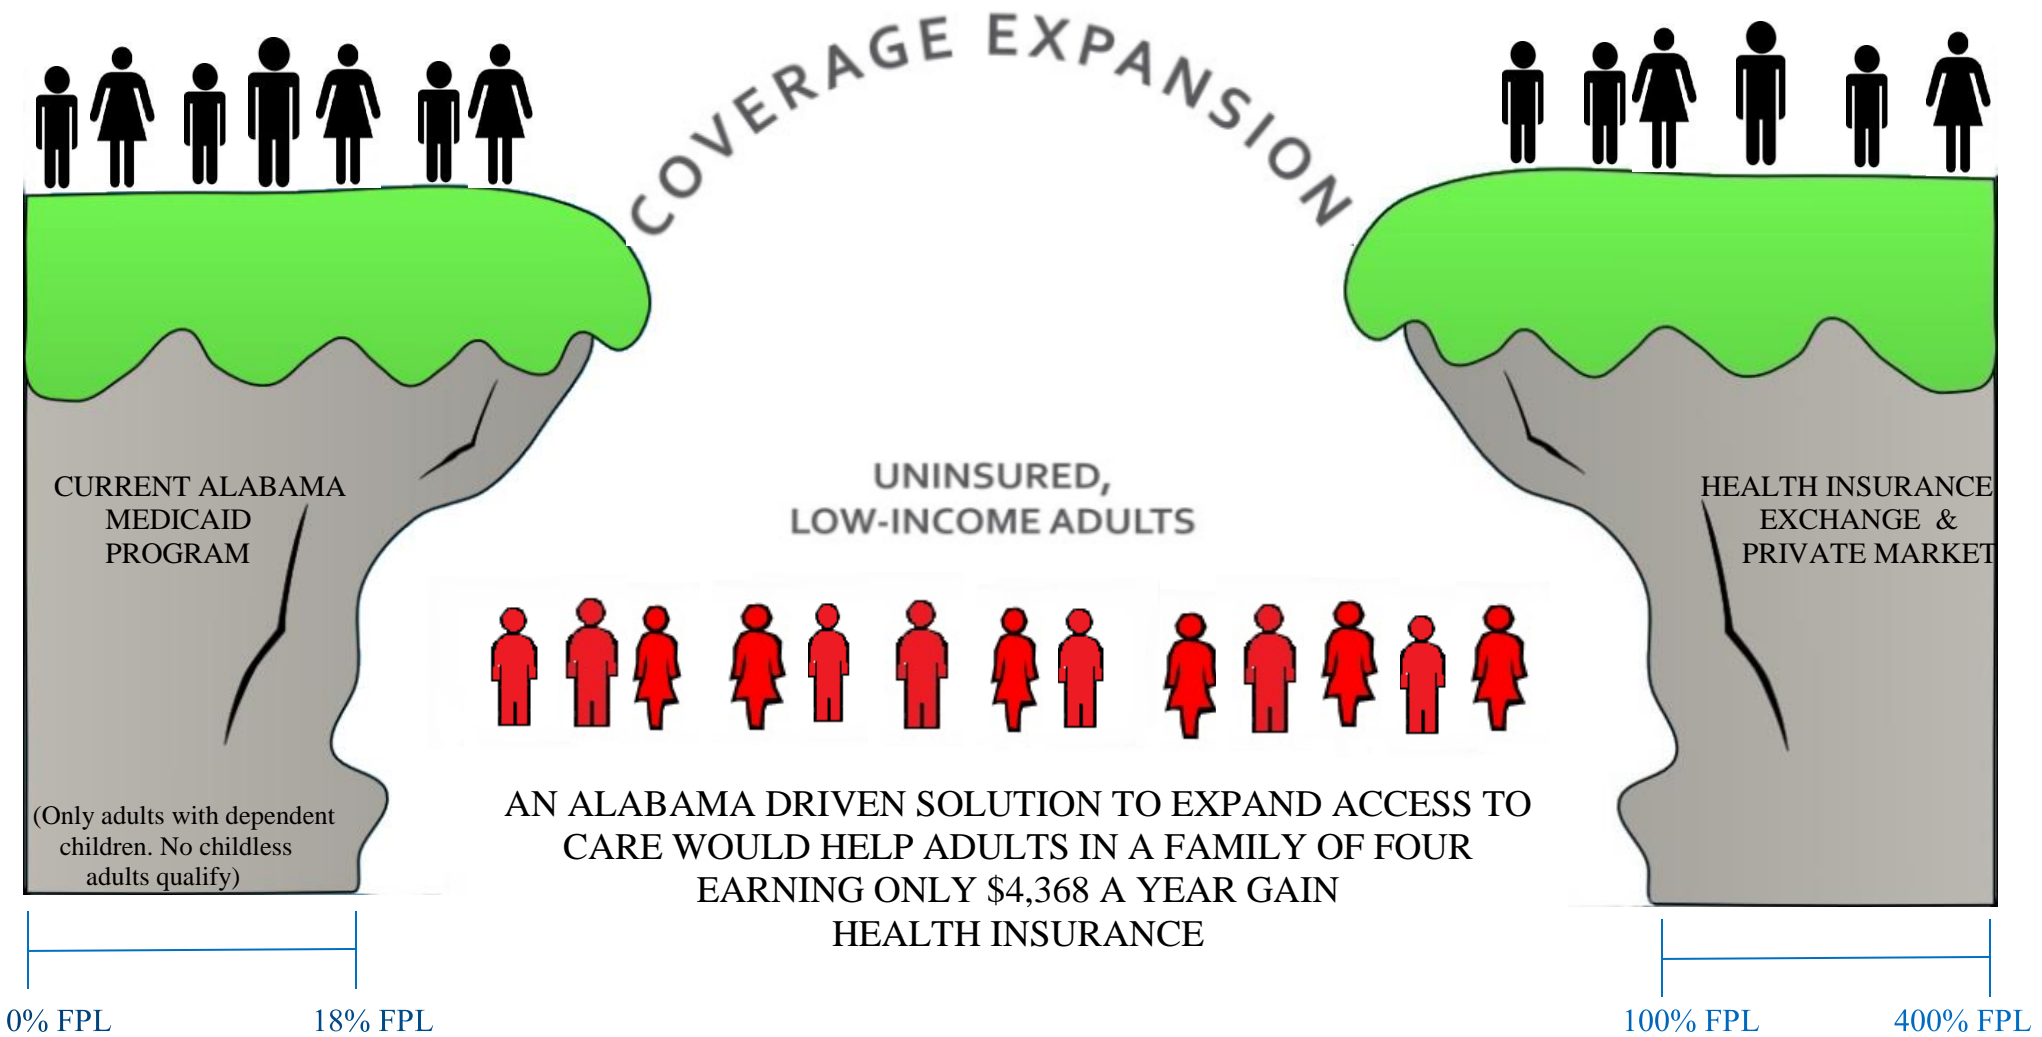 COVERAGE EXPANSION
CURRENT ALABAMA
MEDICAID
PROGRAM
UNINSURED,
LOW-INCOME ADULTS
HEALTH INSURANCE
EXCHANGE &
PRIVATE MARKET
(Only adults with dependent
children. No childless
adults qualify)
AN ALABAMA DRIVEN SOLUTION TO EXPAND ACCESS TO
CARE WOULD HELP ADULTS IN A FAMILY OF FOUR
EARNING ONLY $4,368 A YEAR GAIN
HEALTH INSURANCE
0% FPL
18% FPL
100% FPL
400% FPL